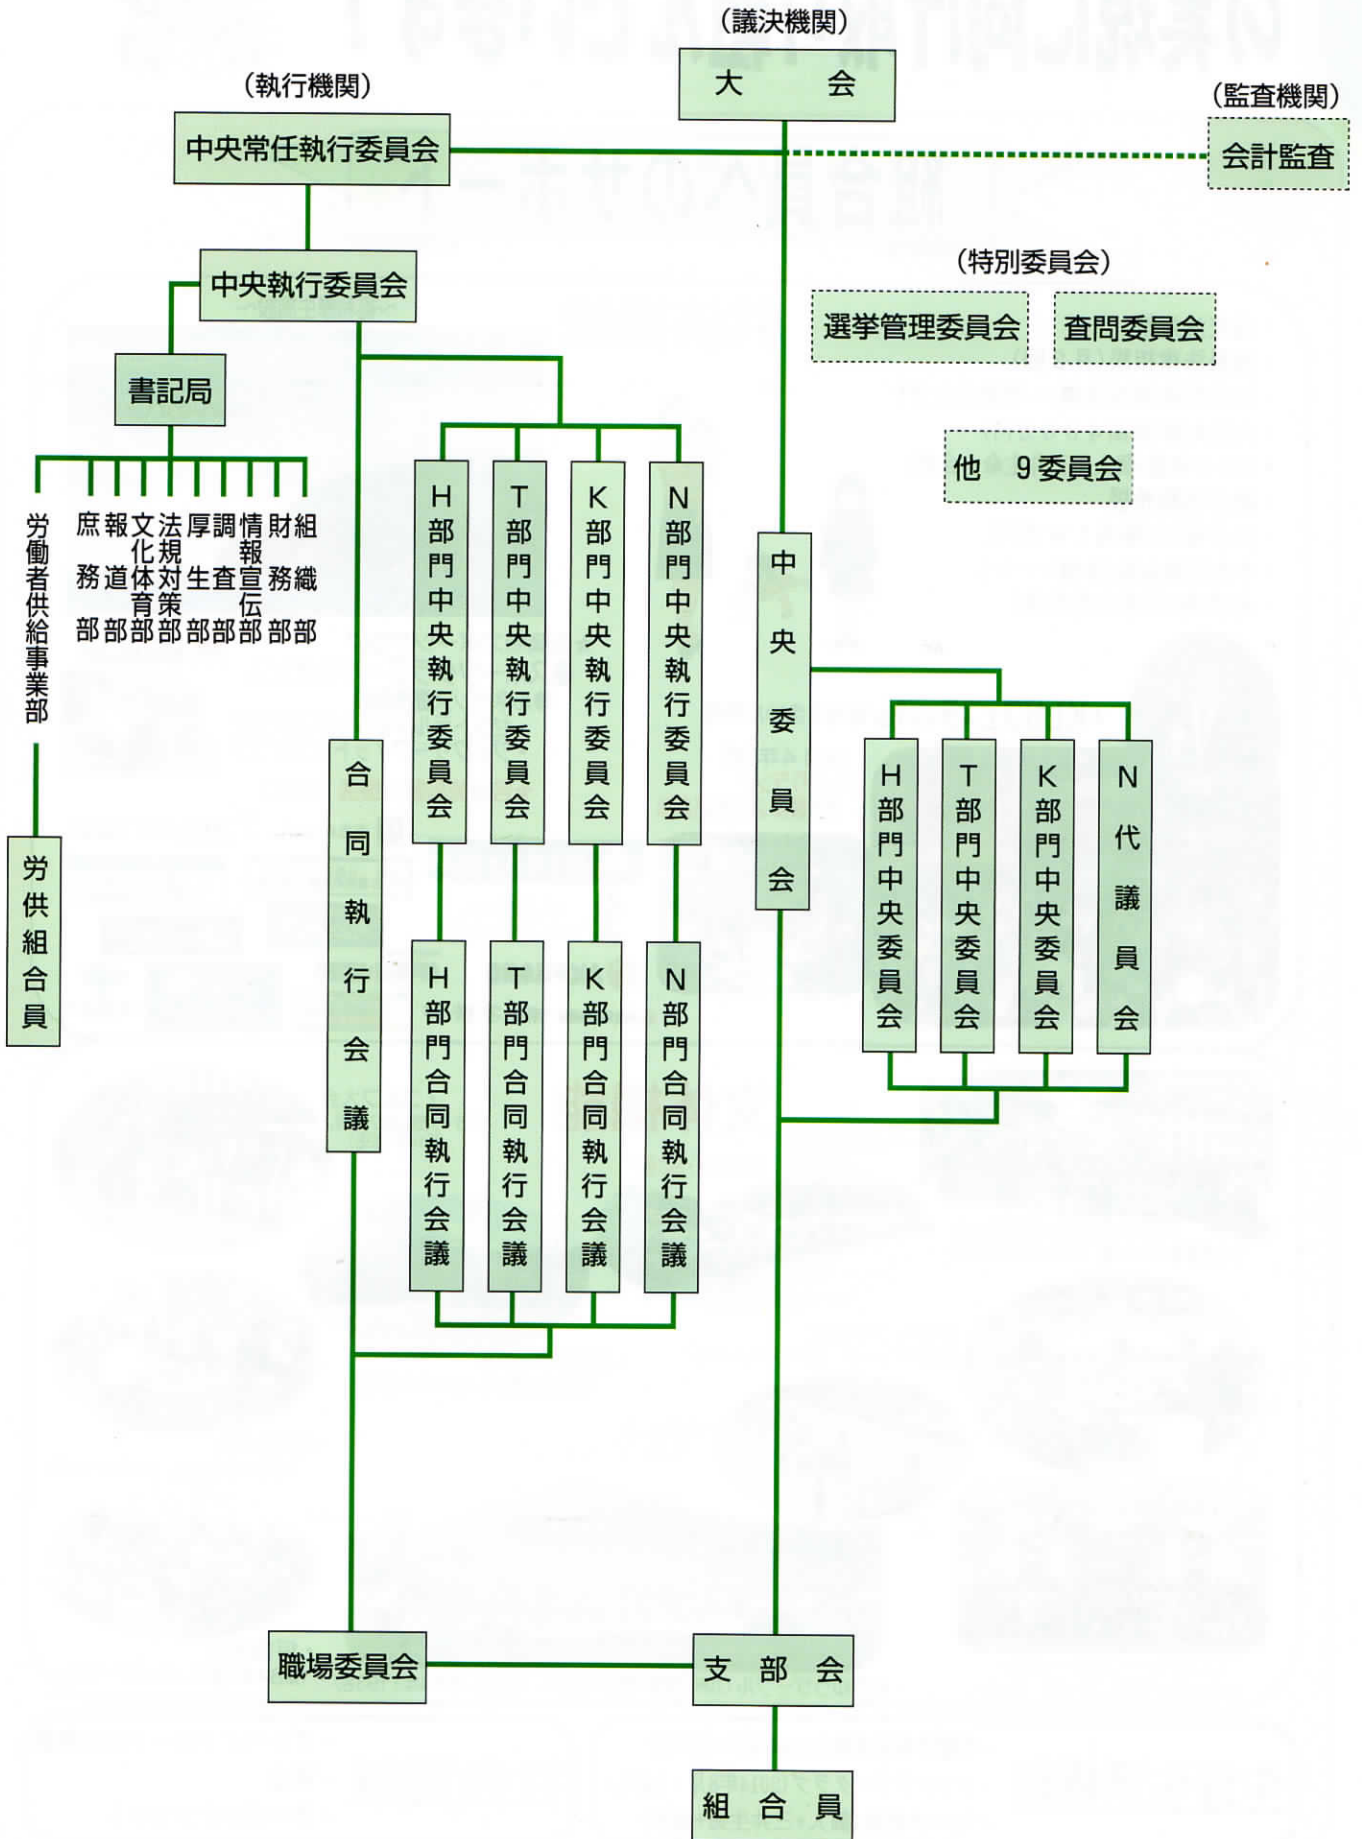 （議決機関）
大　会
（執行機関）
中央常任執行委員会
（監査機関）
会計監査
中央執行委員会
（特別委員会）
選挙管理委員会
査問委員会
他　9委員会
書記局
労働者供給事業部
庶務部
報道部
文化体育部
法規対策部
厚生部
調査部
情報宣伝部
財務部
組織部
労供組合員
合同執行会議
H部門中央執行委員会
T部門中央執行委員会
K部門中央執行委員会
N部門中央執行委員会
H部門合同執行会議
T部門合同執行会議
K部門合同執行会議
N部門合同執行会議
中央委員会
H部門中央委員会
T部門中央委員会
K部門中央委員会
N代議員会
職場委員会
支部会
組合員